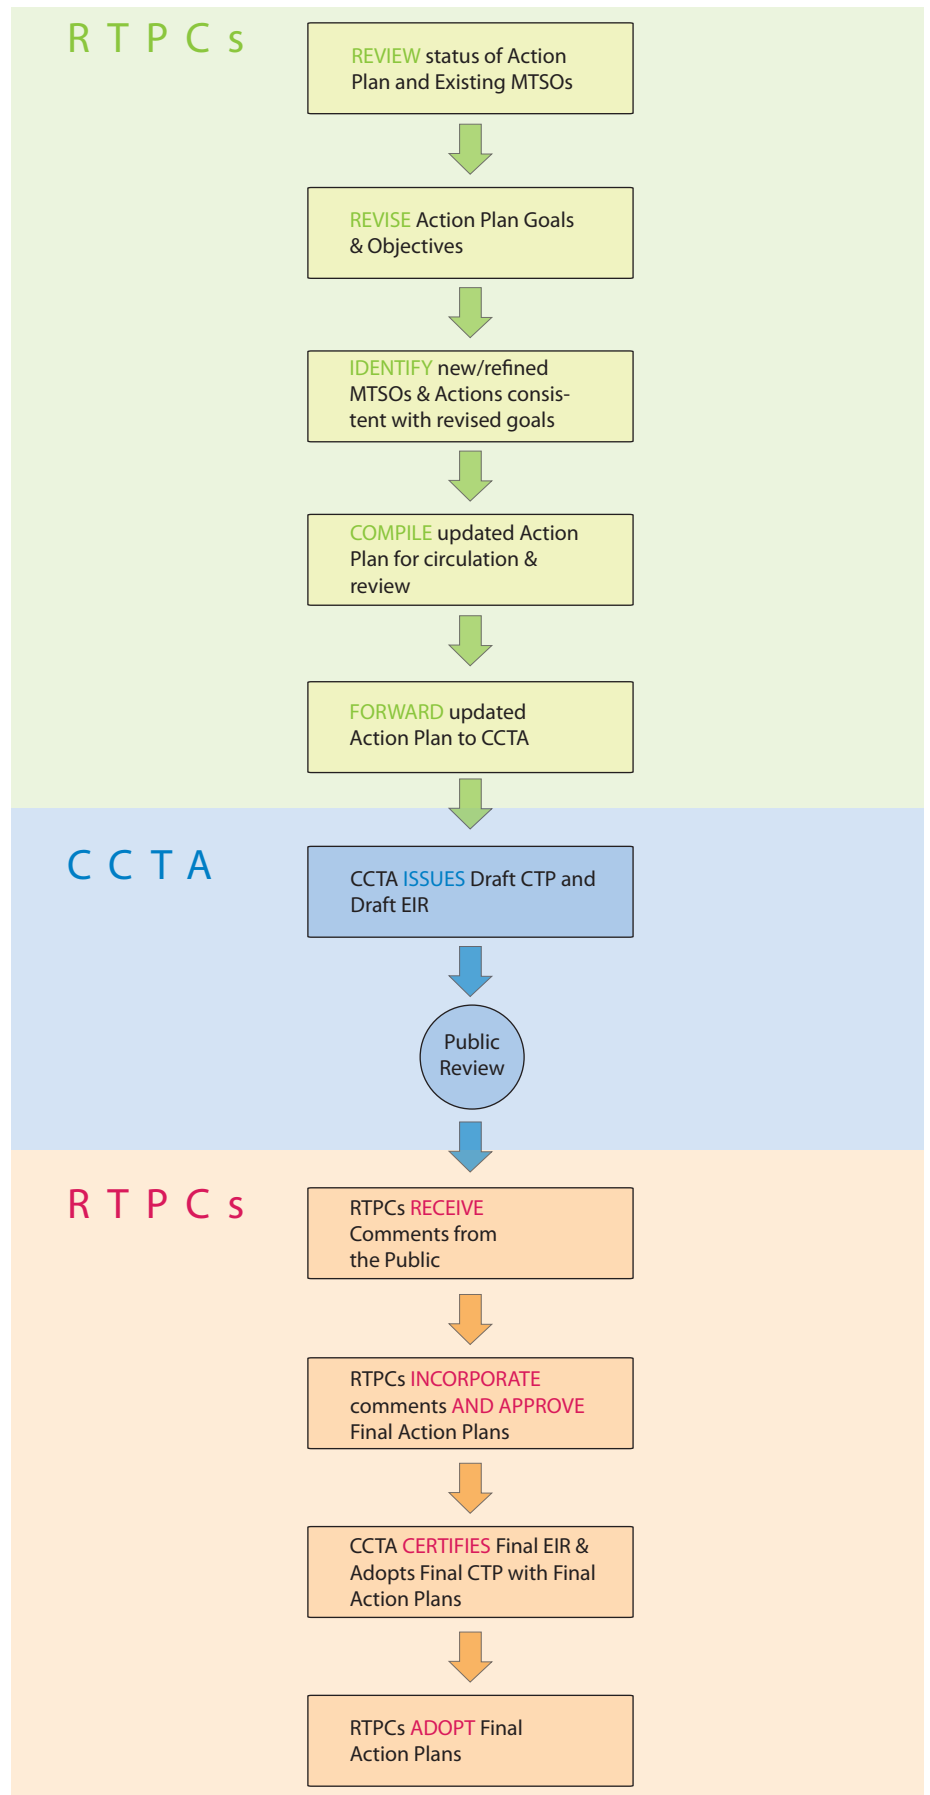 RTPCs
REVIEW status of Action
Plan and Existing MTSOs
REVISE Action Plan Goals
& Objectives
IDENTIFY new/refined
MTSOs & Actions consis-
tent with revised goals
COMPILE updated Action
Plan for circulation &
review
FORWARD updated
Action Plan to CCTA
CCTA
CCTA ISSUES Draft CTP and
Draft EIR
Public
Review
RTPCs
RTPCs RECEIVE
Comments from
the Public
RTPCs INCORPORATE
comments AND APPROVE
Final Action Plans
CCTA CERTIFIES Final EIR &
Adopts Final CTP with Final
Action Plans
RTPCs ADOPT Final
Action Plans